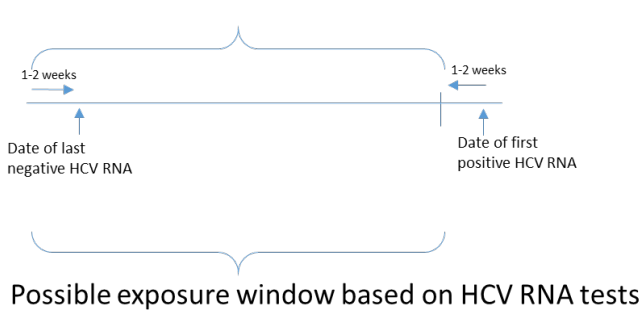 1-2 weeks
1-2 weeks
Date of last
negative HCV RNA
Date of first
positive HCV RNA
Possible exposure window based on HCV RNA tests